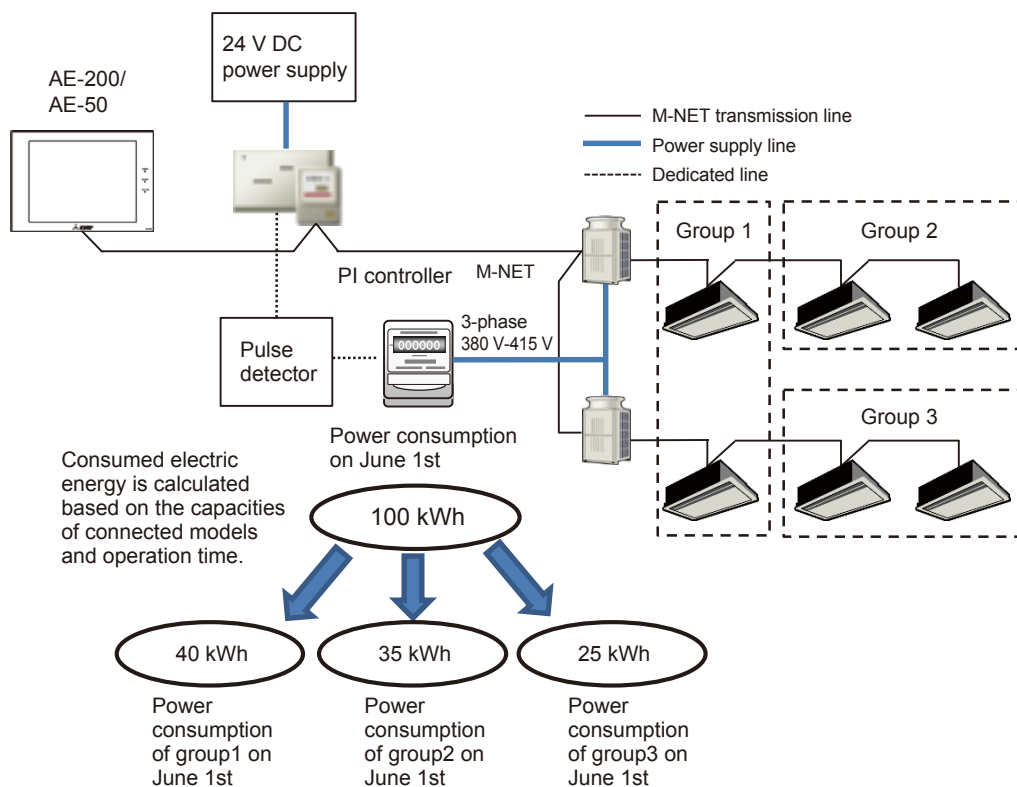 24 V DC
power supply
AE-200/
AE-50
M-NET transmission line
Power supply line
Dedicated line
Group 1
Group 2
PI controller
M-NET
3-phase
380 V-415 V
Pulse
detector
000000
Group 3
Power consumption
on June 1st
Consumed electric
energy is calculated
based on the capacities
of connected models
and operation time.
100 kWh
40 kWh
35 kWh
25 kWh
Power
consumption
of group1 on
June 1st
Power
consumption
of group2 on
June 1st
Power
consumption
of group3 on
June 1st